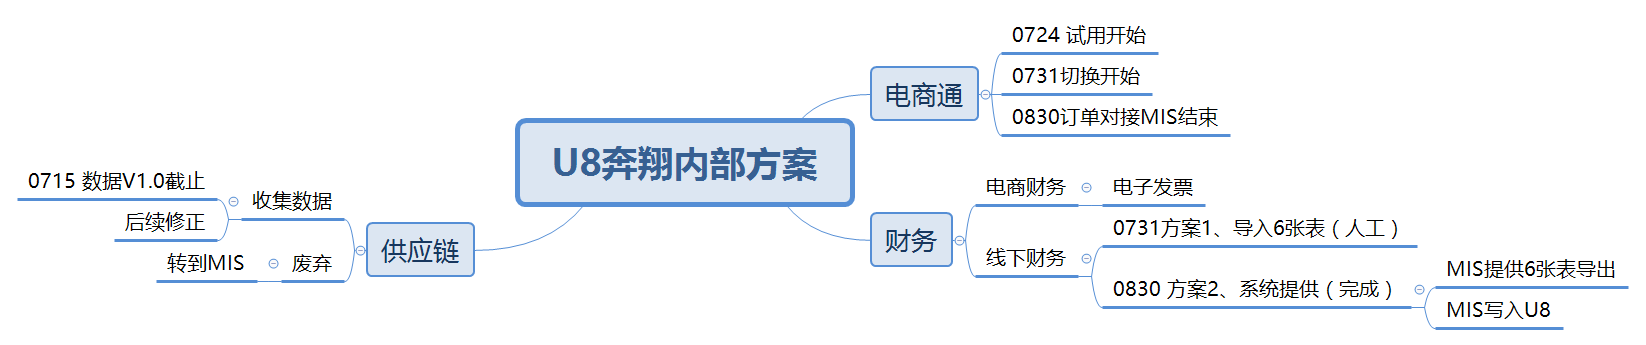 U8奔翔内部方案
电商通
0724 试用开始
0731切换开始
0830订单对接MIS结束
财务
电商财务
电子发票
线下财务
0731方案1、导入6张表（人工）
0830 方案2、系统提供（完成）
MIS提供6张表导出
MIS写入U8
供应链
收集数据
0715 数据V1.0截止
后续修正
废弃
转到MIS